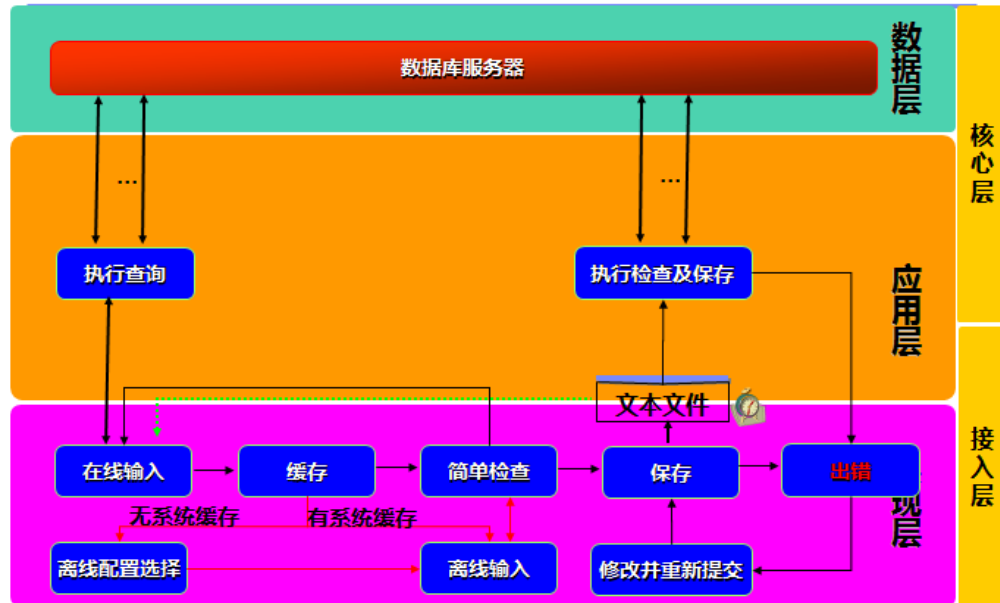 数据层
数据库服务器
核心层
...
...
执行查询
执行检查及保存
应用层
文本文件
在线输入
缓存
简单检查
保存
出错
接入层
无系统缓存
有系统缓存
现层
离线配置选择
离线输入
修改并重新提交